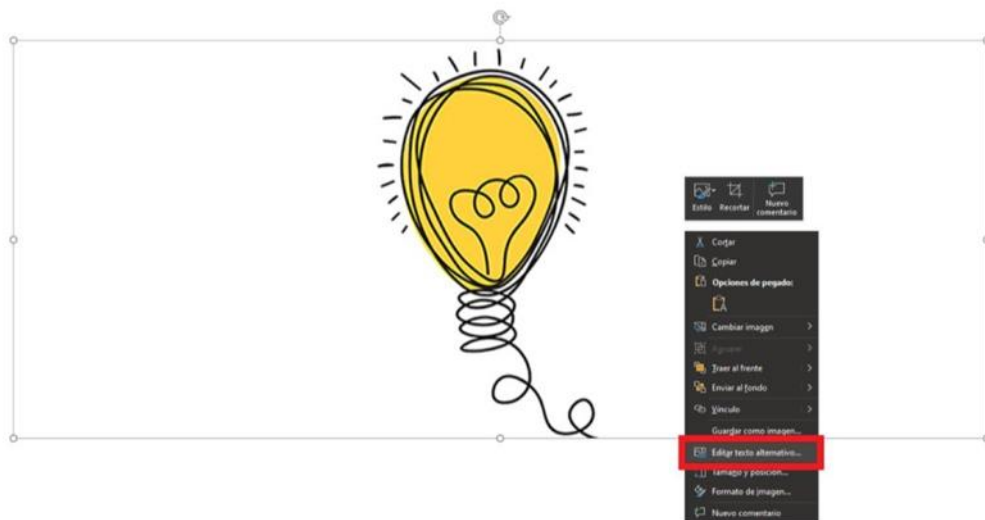 Estilo Recortar Nuevo comentario
Cortar
Copiar
Opciones de pegado:
Cambiar imagen
Agrupar
Traer al frente
Enviar al fondo
Vínculo
Guardar como imagen...
Editar texto alternativo...
Tamaño y posición...
Formato de imagen...
Nuevo comentario